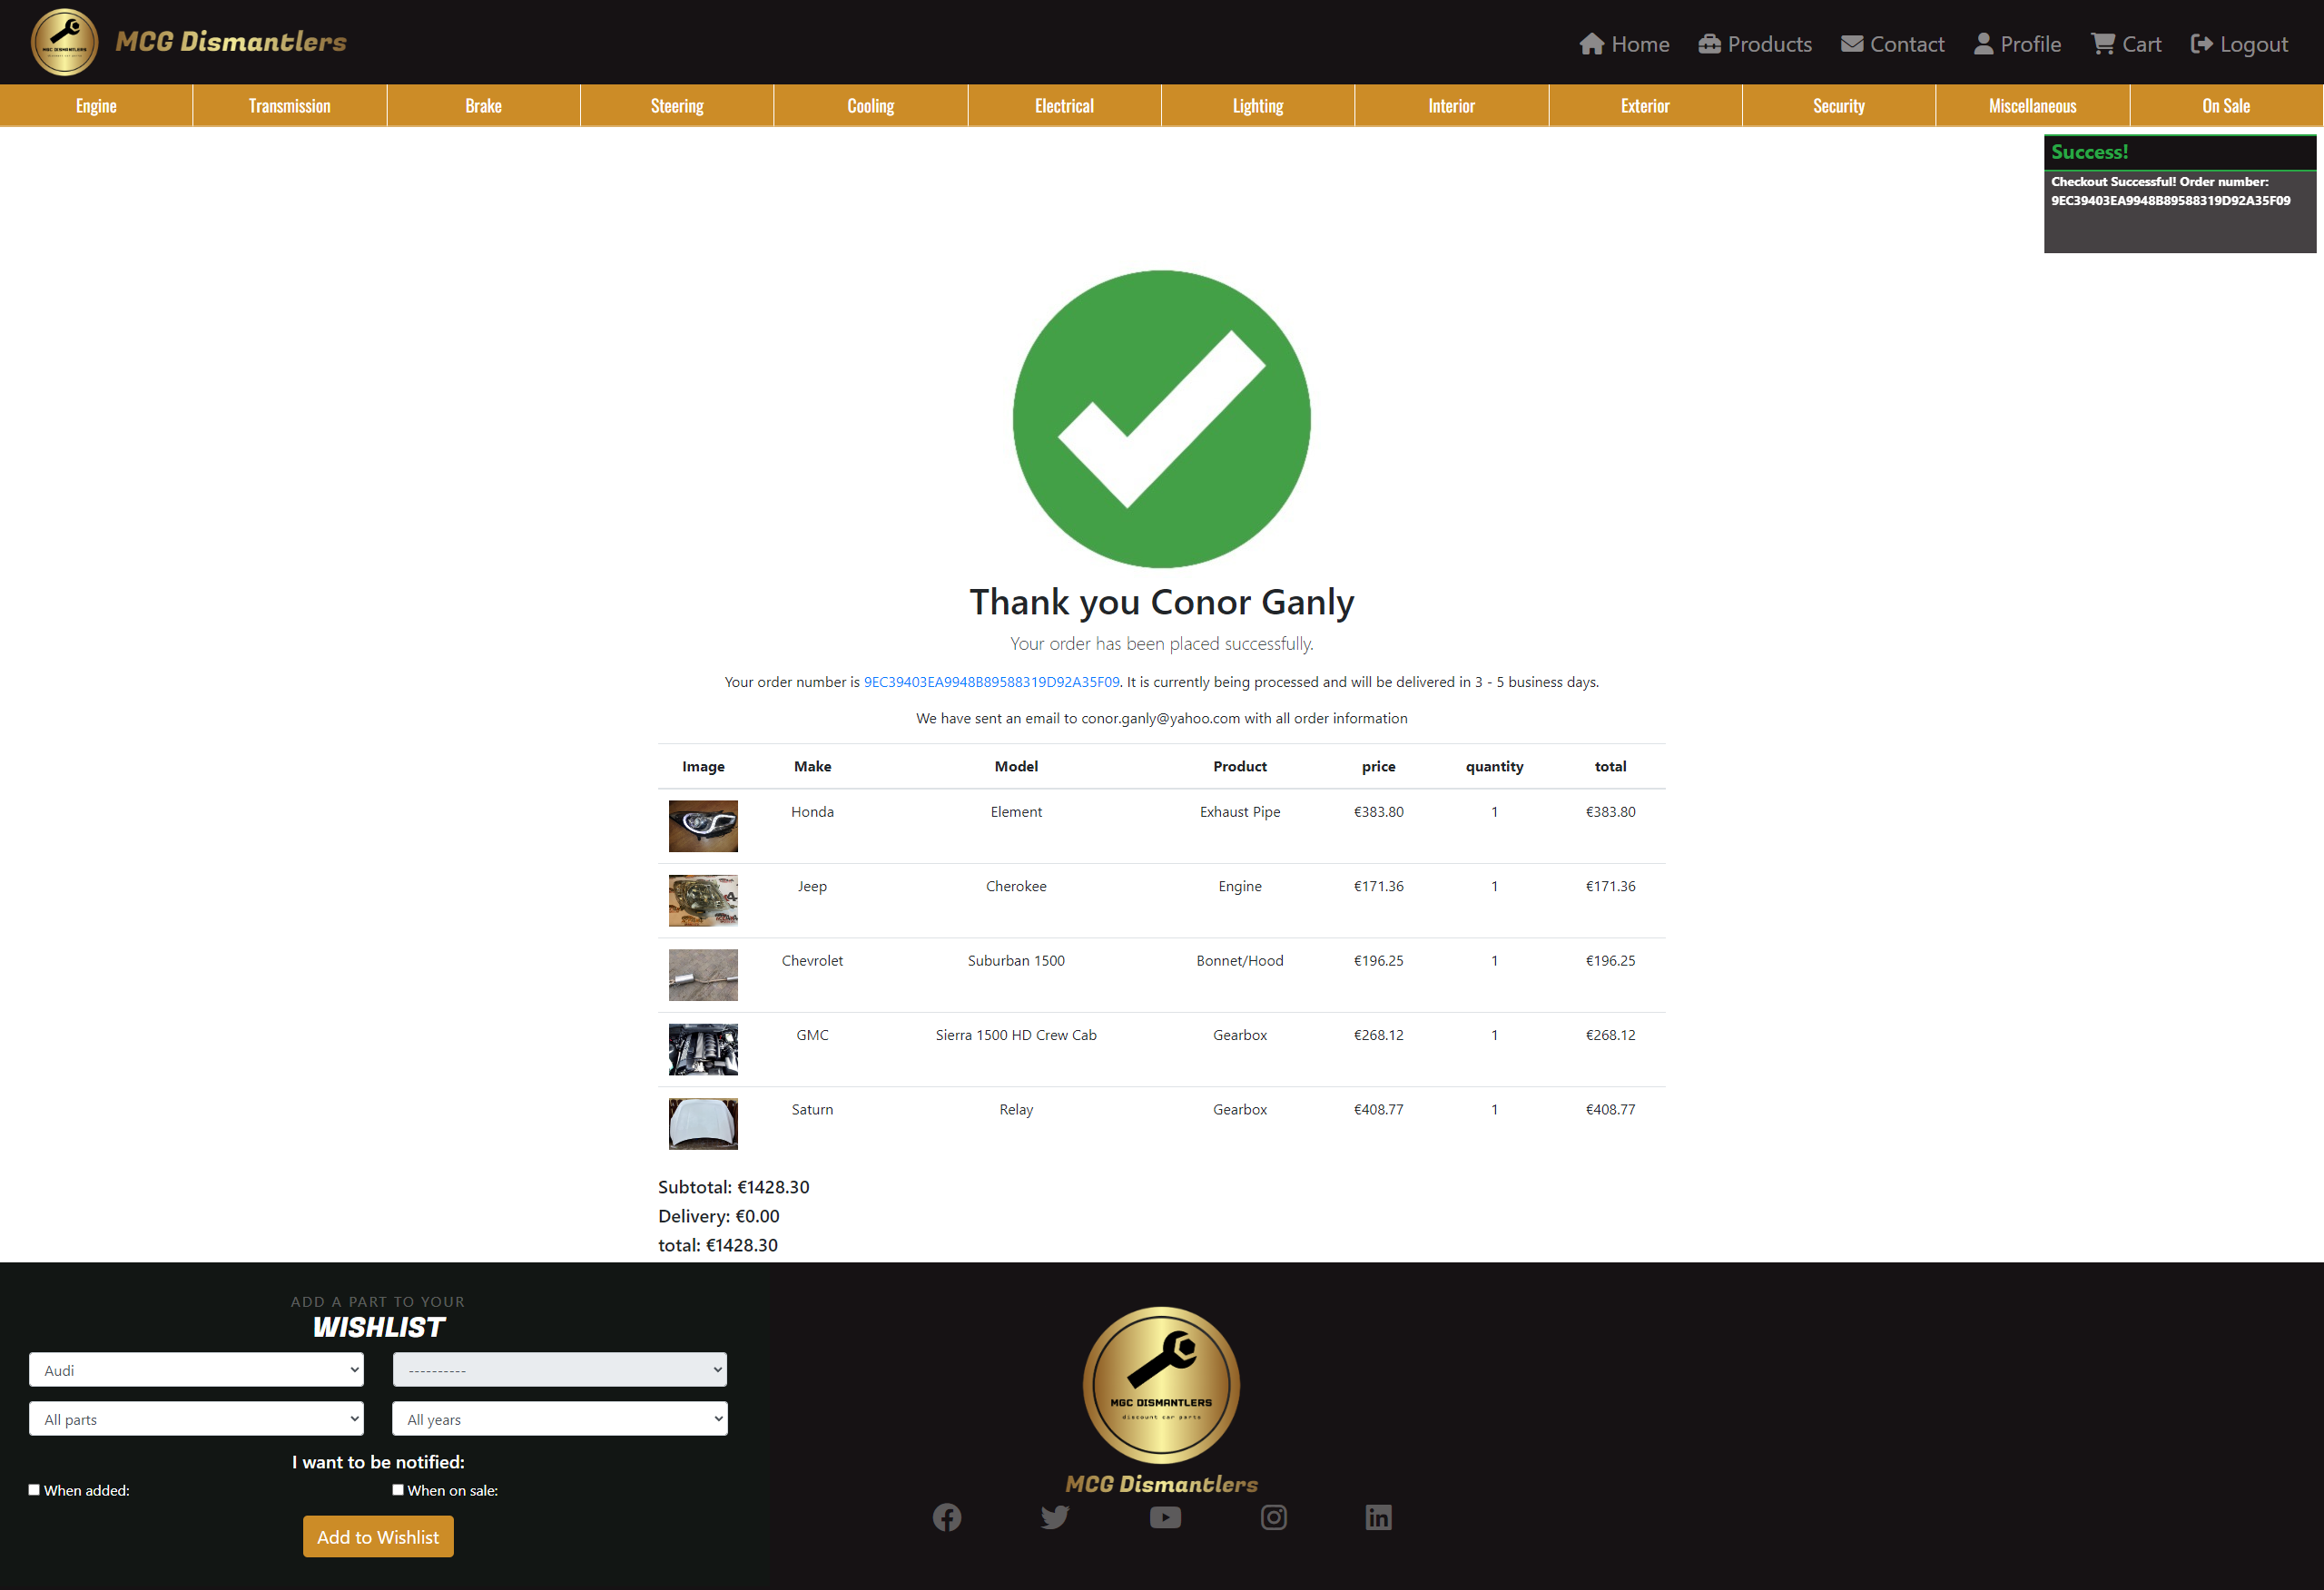 MGC DISMANTLERS
MCG Dismantlers
Home
Products
Contact
Profile
Cart
Logout
Engine
Transmission
Brake
Steering
Cooling
Electrical
Lighting
Interior
Exterior
Security
Miscellaneous
On Sale
Success!
Checkout Successful! Order number:
9EC39403EA9948B89588319D92A35F09
Thank you Conor Ganly
Your order has been placed successfully.
Your order number is 9EC39403EA9948B89588319D92A35F09. It is currently being processed and will be delivered in 3 - 5 business days.
We have sent an email to conor.ganly@yahoo.com with all order information
Image Make Model Product price quantity total
Honda Element Exhaust Pipe €383.80 1 €383.80
Jeep Cherokee Engine €171.36 1 €171.36
Chevrolet Suburban 1500 Bonnet/Hood €196.25 1 €196.25
GMC Sierra 1500 HD Crew Cab Gearbox €268.12 1 €268.12
Saturn Relay Gearbox €408.77 1 €408.77
Subtotal: €1428.30
Delivery: €0.00
total: €1428.30
ADD A PART TO YOUR
WISHLIST
Audi
----------
All parts
All years
I want to be notified:
When added:
When on sale:
Add to Wishlist
MGC DISMANTLERS
discount car parts
MCG Dismantlers